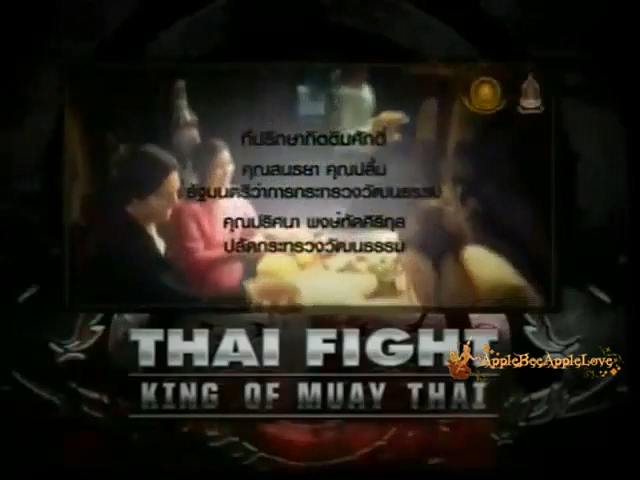 ที่ปรึกษากิตติมศักดิ์
คุณสนธยา คุณปลื้ม
รัฐมนตรีว่าการกระทรวงวัฒนธรรม
คุณปริศนา พงษ์ทัดศิริกุล
ปลัดกระทรวงวัฒนธรรม
THAI FIGHT
AppleBeeAppleLove
KING OF MUAY THAI